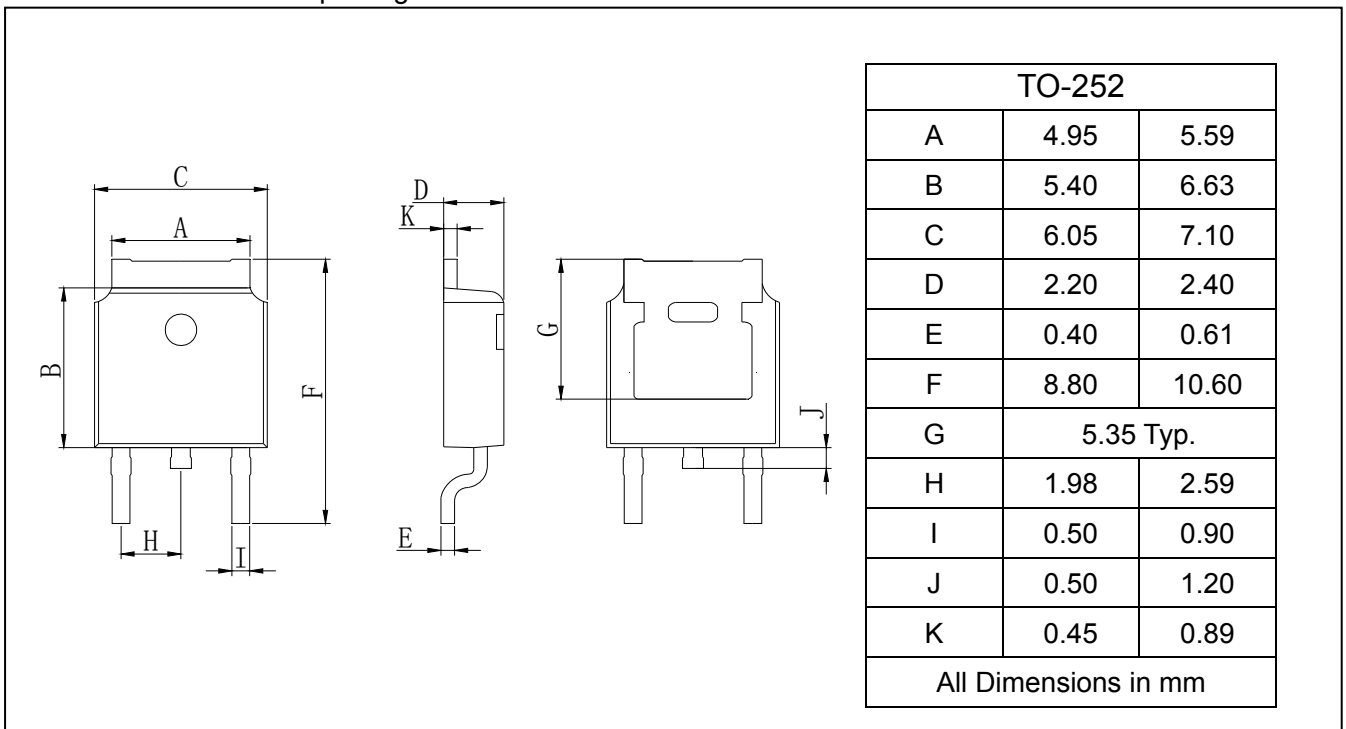 C
A
B
F
H
I
D
K
E
G
J
TO-252
A 4.95 5.59
B 5.40 6.63
C 6.05 7.10
D 2.20 2.40
E 0.40 0.61
F 8.80 10.60
G 5.35 Typ.
H 1.98 2.59
I 0.50 0.90
J 0.50 1.20
K 0.45 0.89
All Dimensions in mm